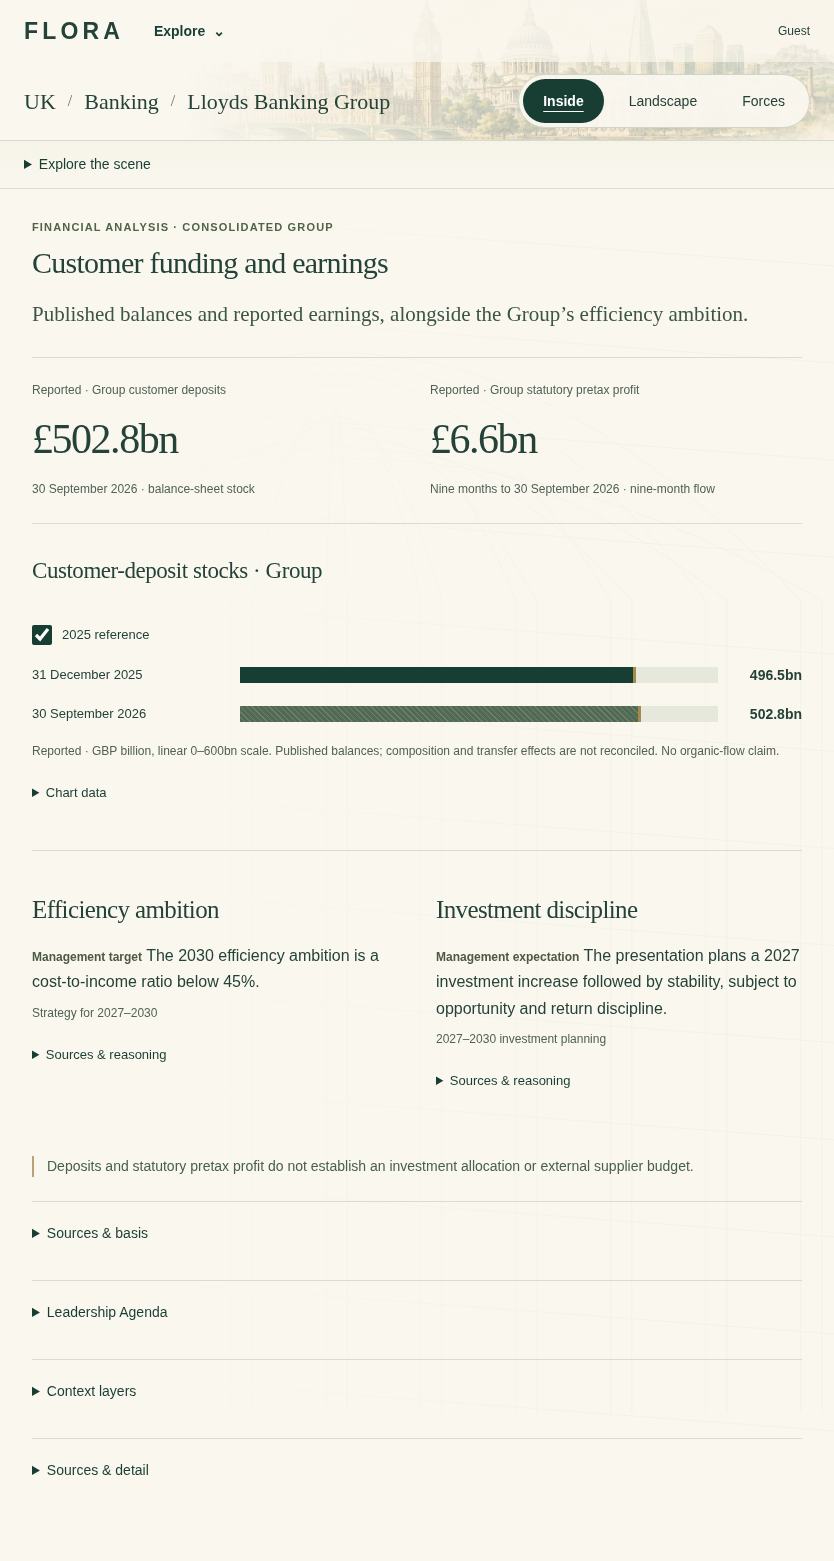 FLORA
Explore
Guest
UK / Banking / Lloyds Banking Group
Inside
Landscape
Forces
Explore the scene
FINANCIAL ANALYSIS · CONSOLIDATED GROUP
Customer funding and earnings
Published balances and reported earnings, alongside the Group’s efficiency ambition.
Reported · Group customer deposits
£502.8bn
30 September 2026 · balance-sheet stock
Reported · Group statutory pretax profit
£6.6bn
Nine months to 30 September 2026 · nine-month flow
Customer-deposit stocks · Group
2025 reference
31 December 2025 496.5bn
30 September 2026 502.8bn
Reported · GBP billion, linear 0–600bn scale. Published balances; composition and transfer effects are not reconciled. No organic-flow claim.
Chart data
Efficiency ambition
Management target The 2030 efficiency ambition is a
cost-to-income ratio below 45%.
Strategy for 2027–2030
Sources & reasoning
Investment discipline
Management expectation The presentation plans a 2027
investment increase followed by stability, subject to
opportunity and return discipline.
2027–2030 investment planning
Sources & reasoning
Deposits and statutory pretax profit do not establish an investment allocation or external supplier budget.
Sources & basis
Leadership Agenda
Context layers
Sources & detail